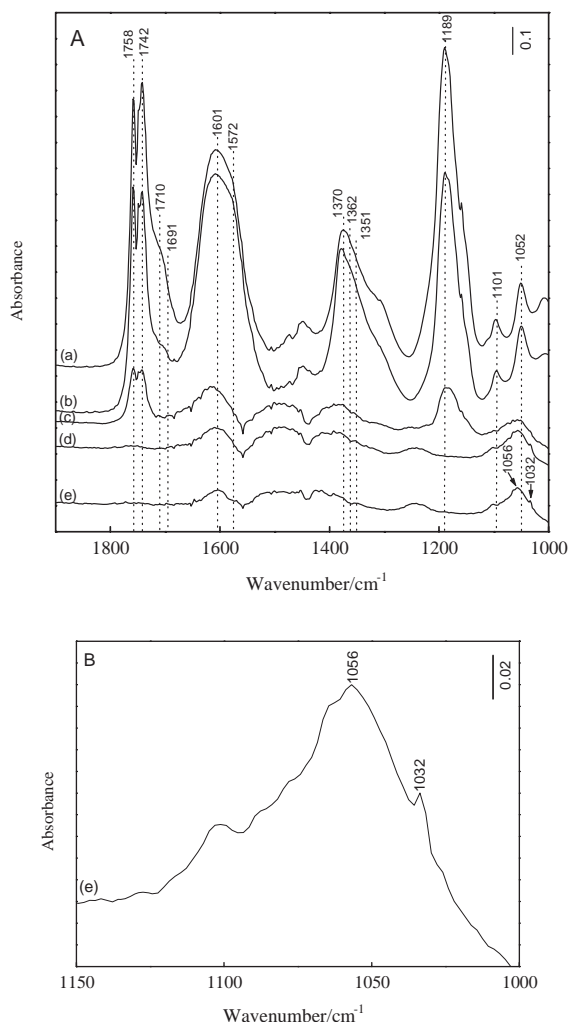 A
1758
1742
1710
1691
1601
1572
1370
1362
1351
1189
1101
1052
0.1
Absorbance
(a)
(b)
(c)
(d)
(e)
1056
1032
1800
1600
1400
1200
1000
Wavenumber/cm-1
B
1056
0.02
1032
Absorbance
(e)
1150
1100
1050
1000
Wavenumber/cm-1